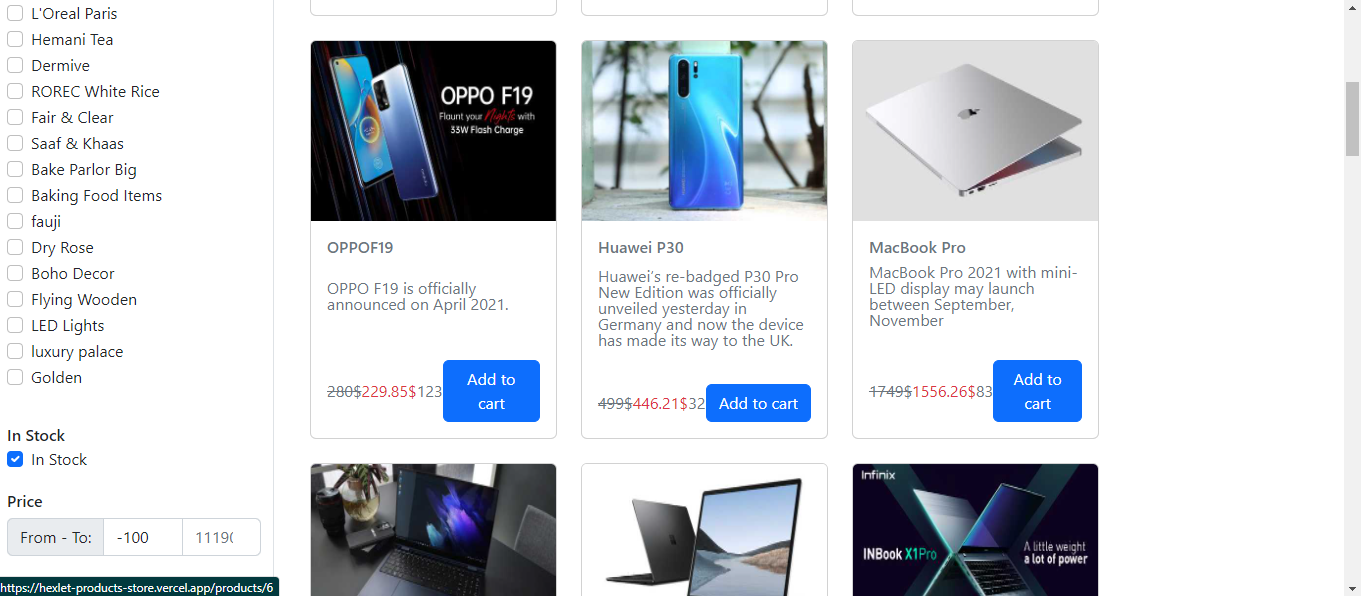 L'Oreal Paris
Hemani Tea
Dermive
ROREC White Rice
Fair & Clear
Saaf & Khaas
Bake Parlor Big
Baking Food Items
fauji
Dry Rose
Boho Decor
Flying Wooden
LED Lights
luxury palace
Golden
In Stock
In Stock
Price
From - To:
-100
1119
https://hexlet-products-store.vercel.app/products/6
OPPO F19
Flaunt your Nights with
33W Flash Charge
OPPOF19
OPPO F19 is officially
announced on April 2021.
280$229.85$123
Add to
cart
Huawei P30
Huawei's re-badged P30 Pro
New Edition was officially
unveiled yesterday in
Germany and now the device
has made its way to the UK.
499$446.21$32
Add to cart
MacBook Pro
MacBook Pro 2021 with mini-
LED display may launch
between September,
November
1749$1556.26$83
Add to
cart
Infinix
INBook X1Pro
A little weight
a lot of power